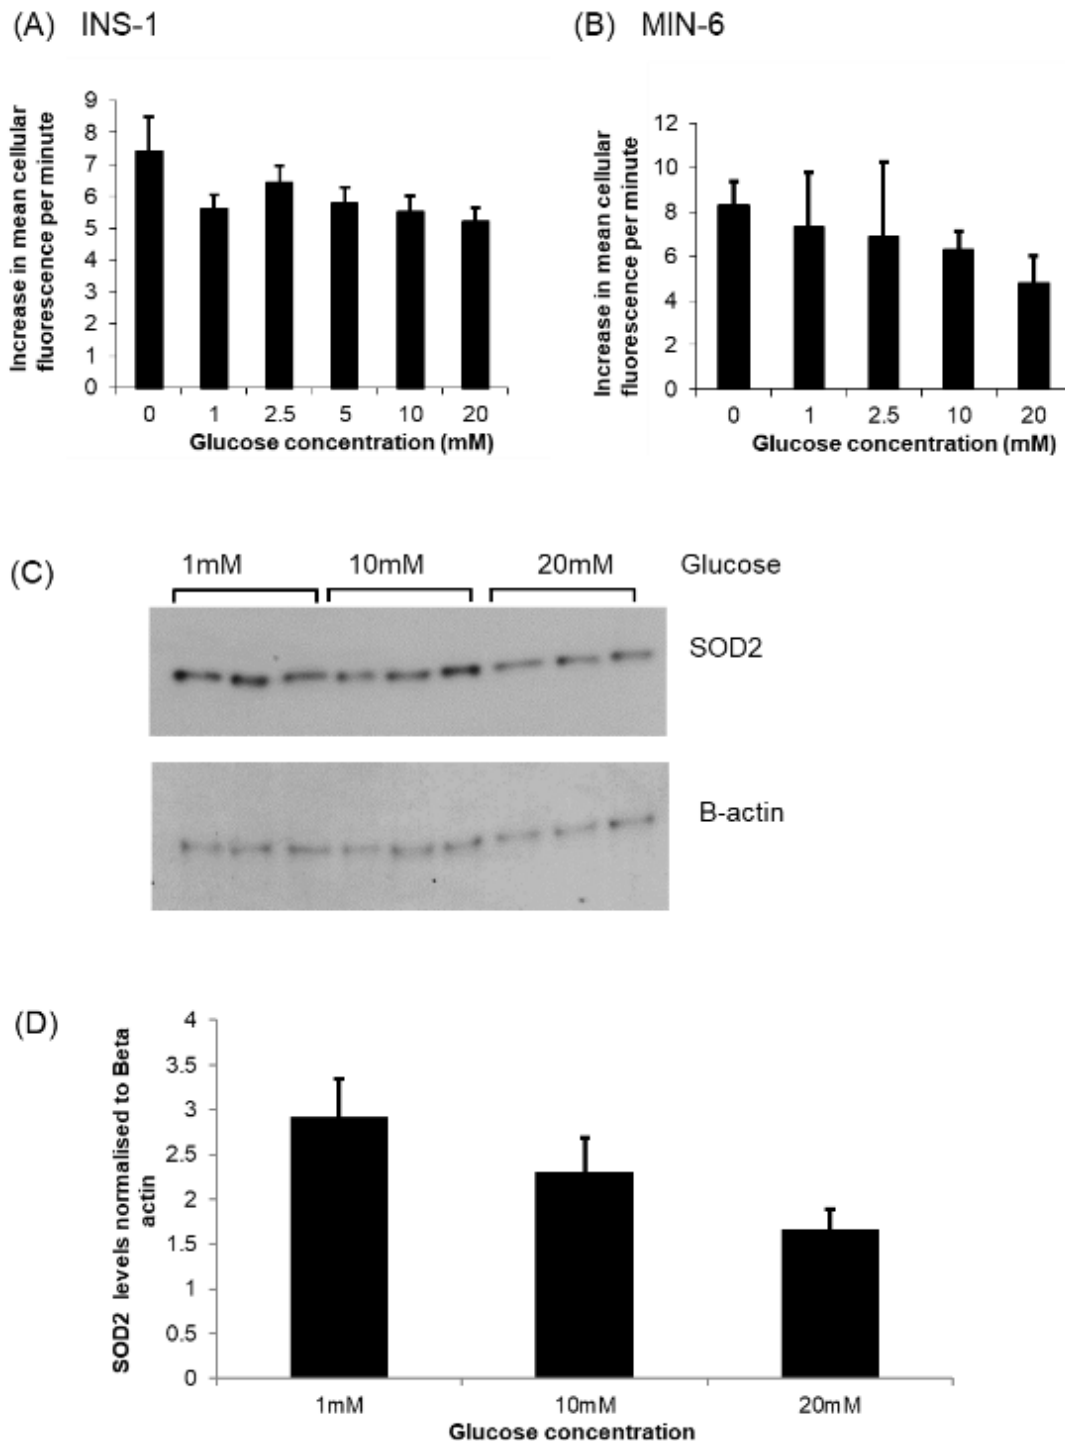 (A) INS-1
Increase in mean cellular
fluorescence per minute
9
8
7
6
5
4
3
2
1
0
0 1 2.5 5 10 20
Glucose concentration (mM)
(B) MIN-6
Increase in mean cellular
fluorescence per minute
12
10
8
6
4
2
0
0 1 2.5 10 20
Glucose concentration (mM)
(C)
1mM 10mM 20mM Glucose
SOD2
B-actin
(D)
SOD2 levels normalised to Beta
actin
4
3.5
3
2.5
2
1.5
1
0.5
0
1mM 10mM 20mM
Glucose concentration